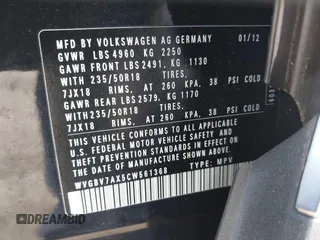 MFD BY VOLKSWAGEN AG GERMANY 01/12
GVWR LBS 4960 KG 2250
GAWR FRONT LBS 2491, KG 1130
WITH 235/50R18 TIRES,
7JX18 RIMS, AT 260 KPA, 38 PSI COLD
GAWR REAR LBS 2579, KG 1170
WITH 235/50R18 TIRES,
7JX18 RIMS, AT 260 KPA, 38 PSI COLD
THIS VEHICLE CONFORMS TO ALL APPLICABLE
U.S. FEDERAL MOTOR VEHICLE SAFETY
STANDARDS IN EFFECT ON THE DATE OF
MANUFACTURE SHOWN ABOVE.
WVGBV7AX5CW561368 TYPE: MPV
DREAMBID